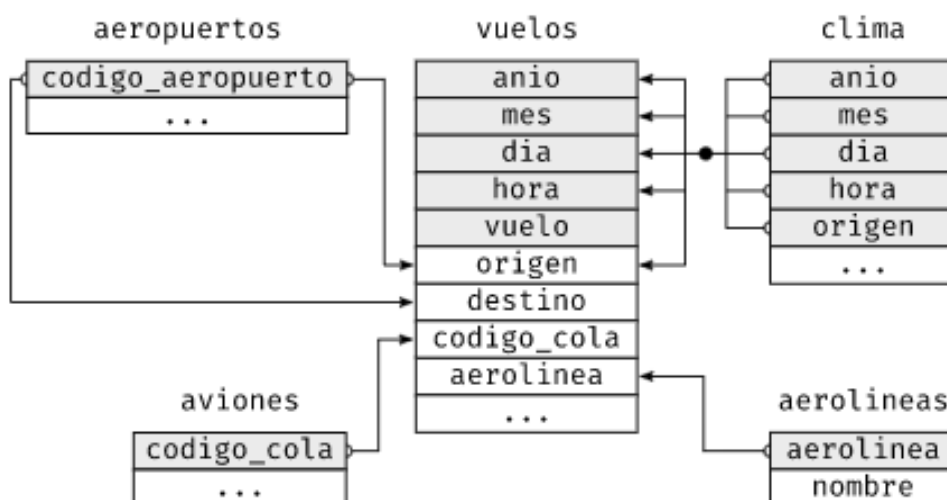 aeropuertos
codigo_aeropuerto
...
vuelos
anio
mes
dia
hora
vuelo
origen
destino
codigo_cola
aerolinea
...
clima
anio
mes
dia
hora
origen
...
aviones
codigo_cola
...
aerolineas
aerolinea
nombre